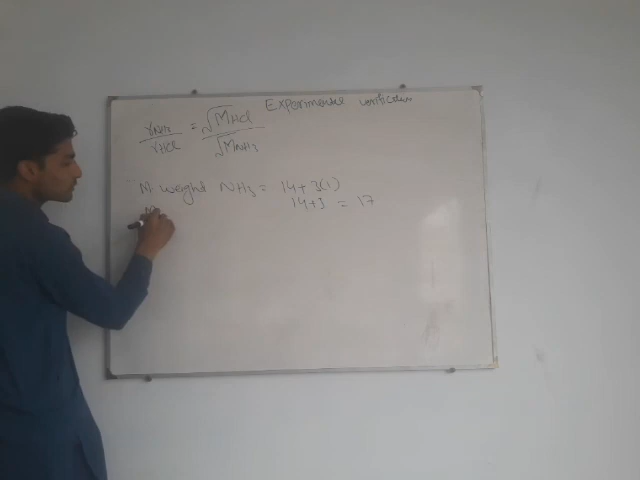 Experimental verification
rNH3 / rHCl = √MHCl / √MNH3
M. weight NH3 = 14 + 3(1)
14 + 3 = 17
M